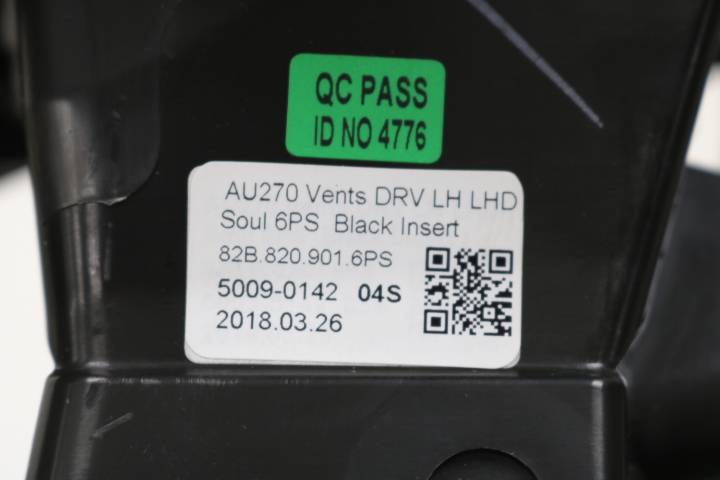 QC PASS
ID NO 4776
AU270 Vents DRV LH LHD
Soul 6PS Black Insert
82B.820.901.6PS
5009-0142 04S
2018.03.26